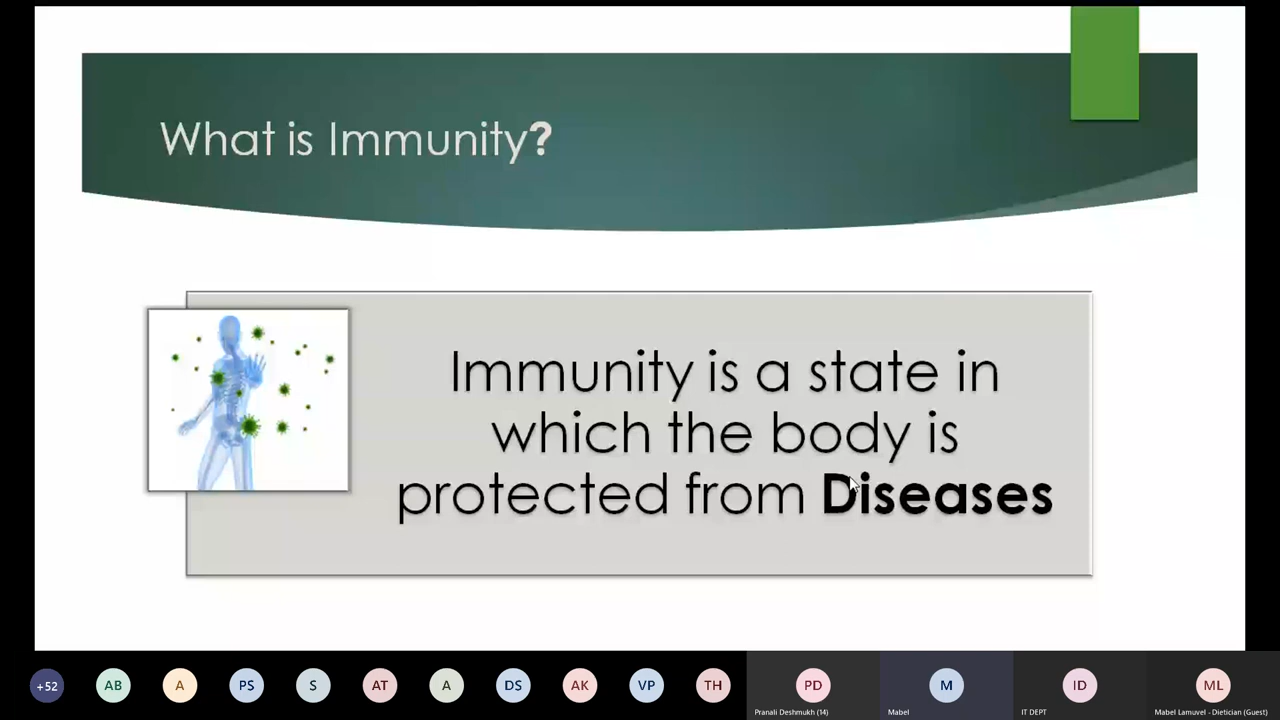 What is Immunity?
Immunity is a state in
which the body is
protected from Diseases
+52
AB
A
PS
S
AT
A
DS
AK
VP
TH
PD
M
ID
ML
Pranali Deshmukh (14)
Mabel
IT DEPT
Mabel Lamuvel - Dietician (Guest)